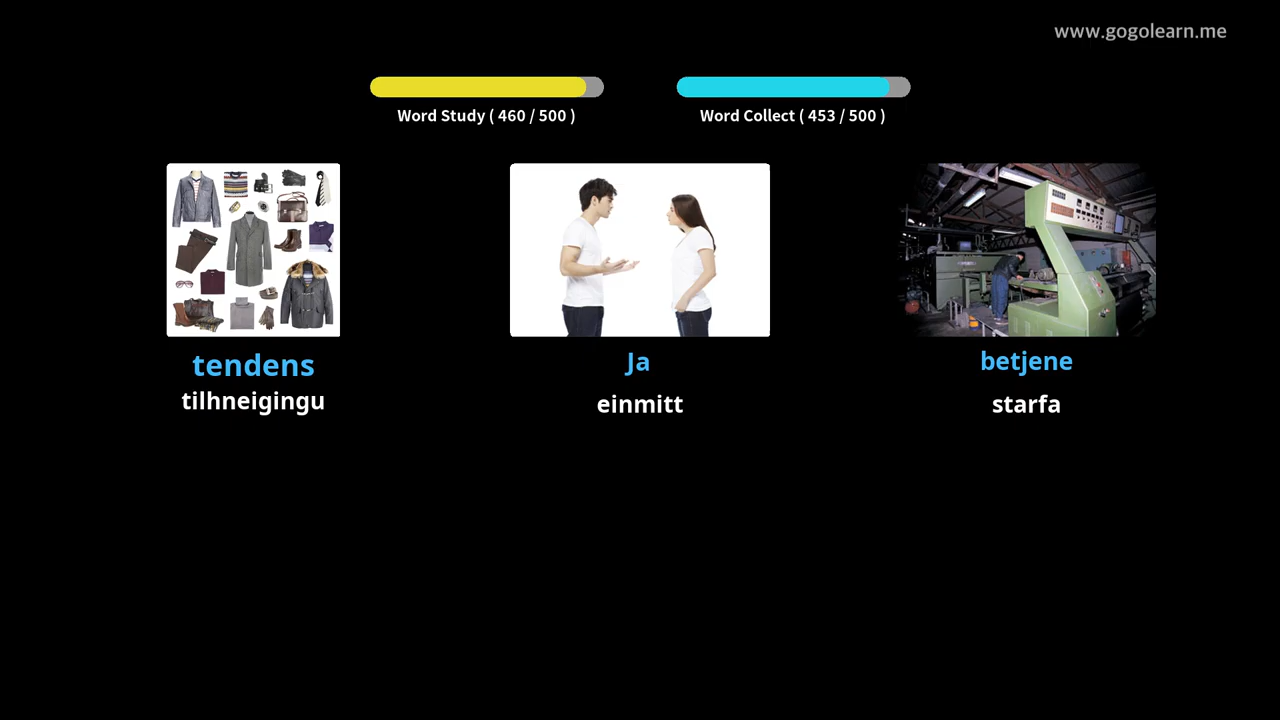 www.gogolearn.me
Word Study ( 460 / 500 )
Word Collect ( 453 / 500 )
tendens
tilhneigingu
Ja
einmitt
betjene
starfa